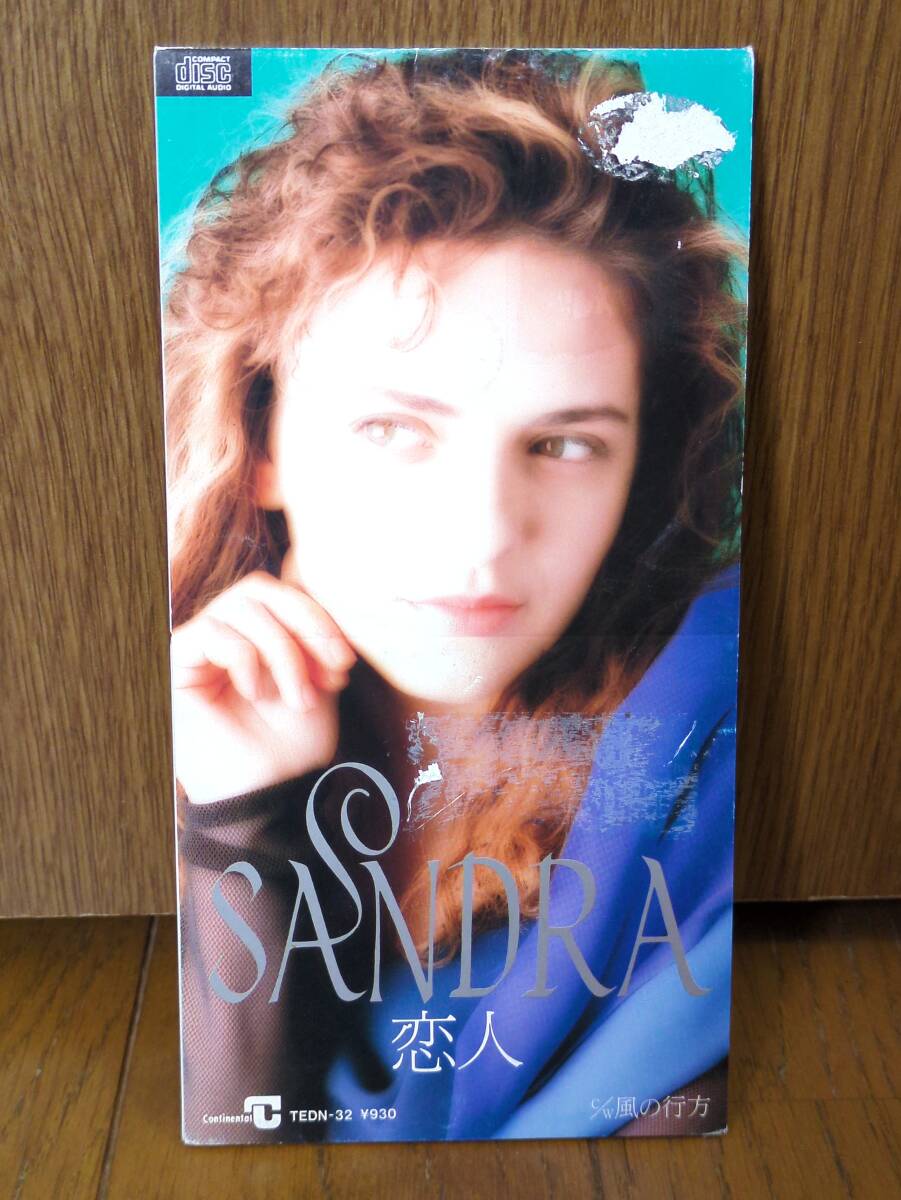 COMPACT
disc
DIGITAL AUDIO
SANDRA
恋人
Continental TEDN-32 ¥930
c/w 風の行方